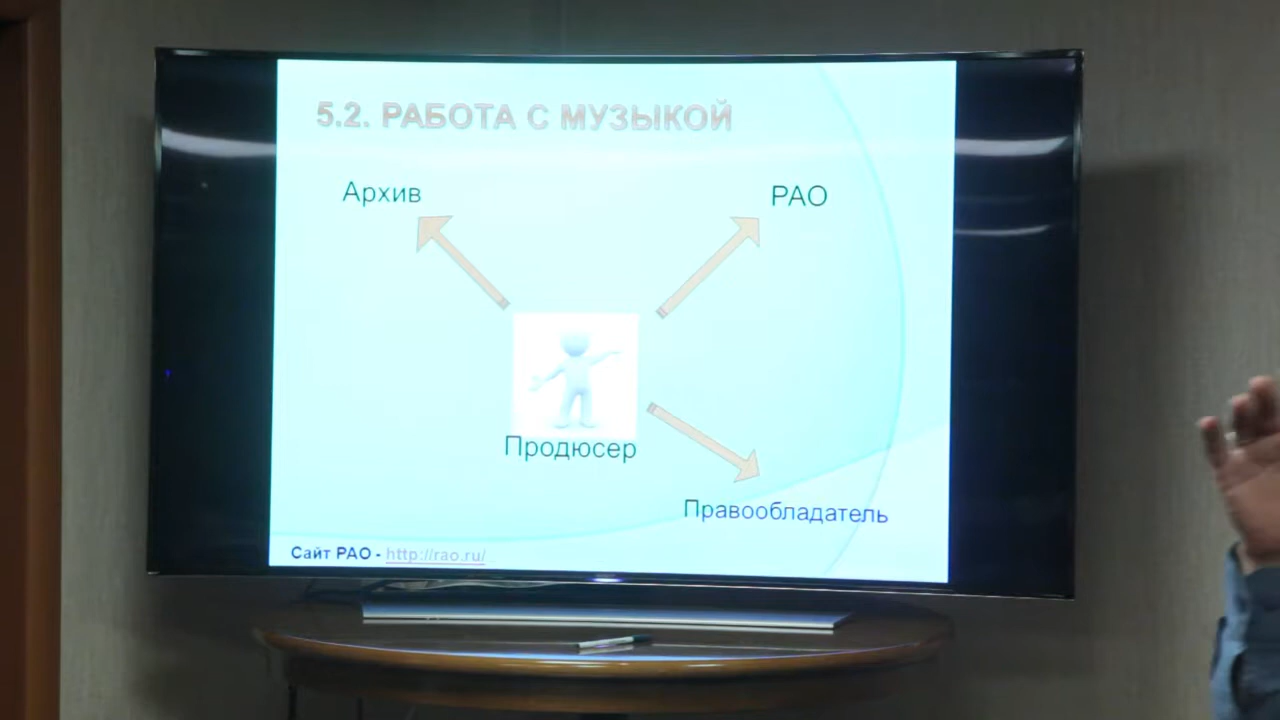 5.2. РАБОТА С МУЗЫКОЙ
Архив
РАО
Продюсер
Правообладатель
Сайт РАО - http://rao.ru/